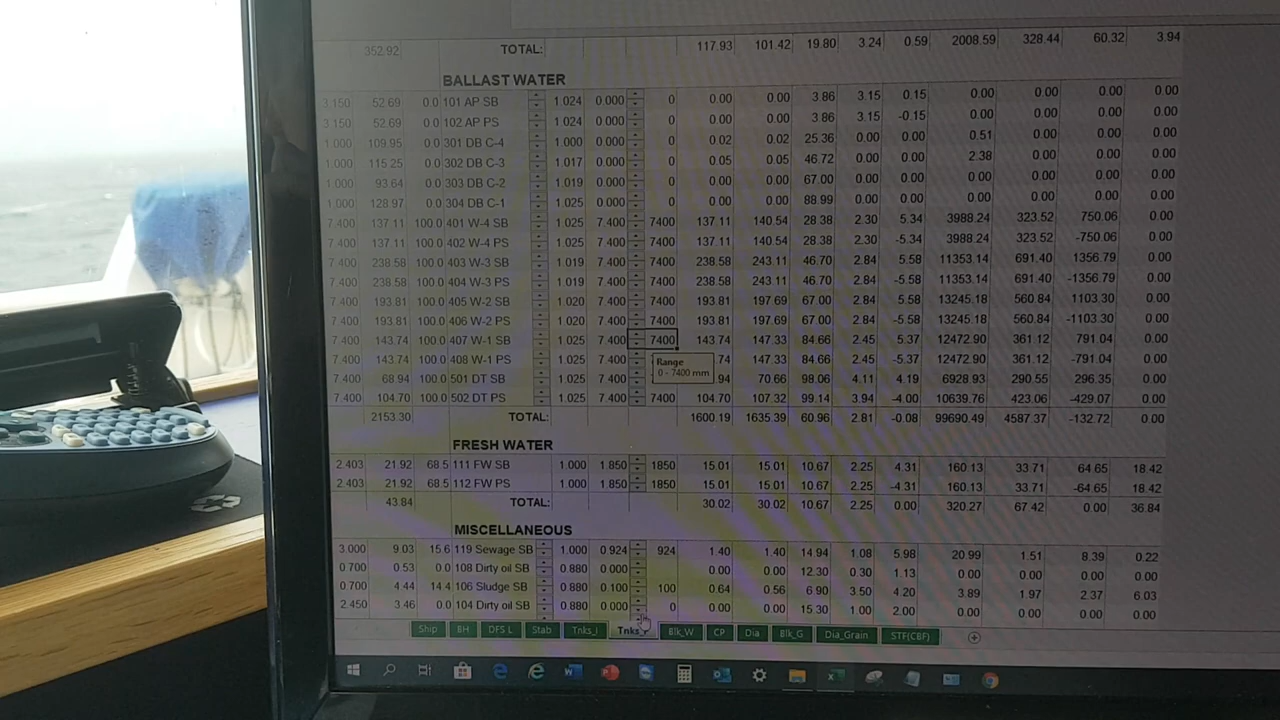 352.92 TOTAL: 117.93 101.42 19.80 3.24 0.59 2008.59 328.44 60.32 3.94
BALLAST WATER
3.150 52.69 0.0 101 AP SB 1.024 0.000 0 0.00 0.00 3.86 3.15 0.15 0.00 0.00 0.00 0.00
3.150 52.69 0.0 102 AP PS 1.024 0.000 0 0.00 0.00 3.86 3.15 -0.15 0.00 0.00 0.00 0.00
1.000 109.95 0.0 301 DB C-4 1.000 0.000 0 0.02 0.02 25.36 0.00 0.00 0.51 0.00 0.00 0.00
1.000 115.25 0.0 302 DB C-3 1.017 0.000 0 0.05 0.05 46.72 0.00 0.00 2.38 0.00 0.00 0.00
1.000 93.64 0.0 303 DB C-2 1.019 0.000 0 0.00 0.00 67.00 0.00 0.00 0.00 0.00 0.00 0.00
1.000 128.97 0.0 304 DB C-1 1.025 0.000 0 0.00 0.00 88.99 0.00 0.00 0.00 0.00 0.00 0.00
7.400 137.11 100.0 401 W-4 SB 1.025 7.400 7400 137.11 140.54 28.38 2.30 5.34 3988.24 323.52 750.06 0.00
7.400 137.11 100.0 402 W-4 PS 1.025 7.400 7400 137.11 140.54 28.38 2.30 -5.34 3988.24 323.52 -750.06 0.00
7.400 238.58 100.0 403 W-3 SB 1.019 7.400 7400 238.58 243.11 46.70 2.84 5.58 11353.14 691.40 1356.79 0.00
7.400 238.58 100.0 404 W-3 PS 1.019 7.400 7400 238.58 243.11 46.70 2.84 -5.58 11353.14 691.40 -1356.79 0.00
7.400 193.81 100.0 405 W-2 SB 1.020 7.400 7400 193.81 197.69 67.00 2.84 5.58 13245.18 560.84 1103.30 0.00
7.400 193.81 100.0 406 W-2 PS 1.020 7.400 7400 193.81 197.69 67.00 2.84 -5.58 13245.18 560.84 -1103.30 0.00
7.400 143.74 100.0 407 W-1 SB 1.025 7.400 7400 143.74 147.33 84.66 2.45 5.37 12472.90 361.12 791.04 0.00
7.400 143.74 100.0 408 W-1 PS 1.025 7.400 74 147.33 84.66 2.45 -5.37 12472.90 361.12 -791.04 0.00
Range
0 - 7400 mm
7.400 68.94 100.0 501 DT SB 1.025 7.400 94 70.66 98.06 4.11 4.19 6928.93 290.55 296.35 0.00
7.400 104.70 100.0 502 DT PS 1.025 7.400 7400 104.70 107.32 99.14 3.94 -4.00 10639.76 423.06 -429.07 0.00
2153.30 TOTAL: 1600.19 1635.39 60.96 2.81 -0.08 99690.49 4587.37 -132.72 0.00
FRESH WATER
2.403 21.92 68.5 111 FW SB 1.000 1.850 1850 15.01 15.01 10.67 2.25 4.31 160.13 33.71 64.65 18.42
2.403 21.92 68.5 112 FW PS 1.000 1.850 1850 15.01 15.01 10.67 2.25 -4.31 160.13 33.71 -64.65 18.42
43.84 TOTAL: 30.02 30.02 10.67 2.25 0.00 320.27 67.42 0.00 36.84
MISCELLANEOUS
3.000 9.03 15.6 119 Sewage SB 1.000 0.924 924 1.40 1.40 14.94 1.08 5.98 20.99 1.51 8.39 0.22
0.700 0.53 0.0 108 Dirty oil SB 0.880 0.000 0.00 0.00 12.30 0.30 1.13 0.00 0.00 0.00 0.00
0.700 4.44 14.4 106 Sludge SB 0.880 0.100 100 0.64 0.56 6.90 3.50 4.20 3.89 1.97 2.37 6.03
2.450 3.46 0.0 104 Dirty oil SB 0.880 0.000 0 0.00 0.00 15.30 1.00 2.00 0.00 0.00 0.00 0.00
Ship BH DFS L Stab Tnks_I Blk_W CP Dia Blk_G Dia_Grain STF(CBF)